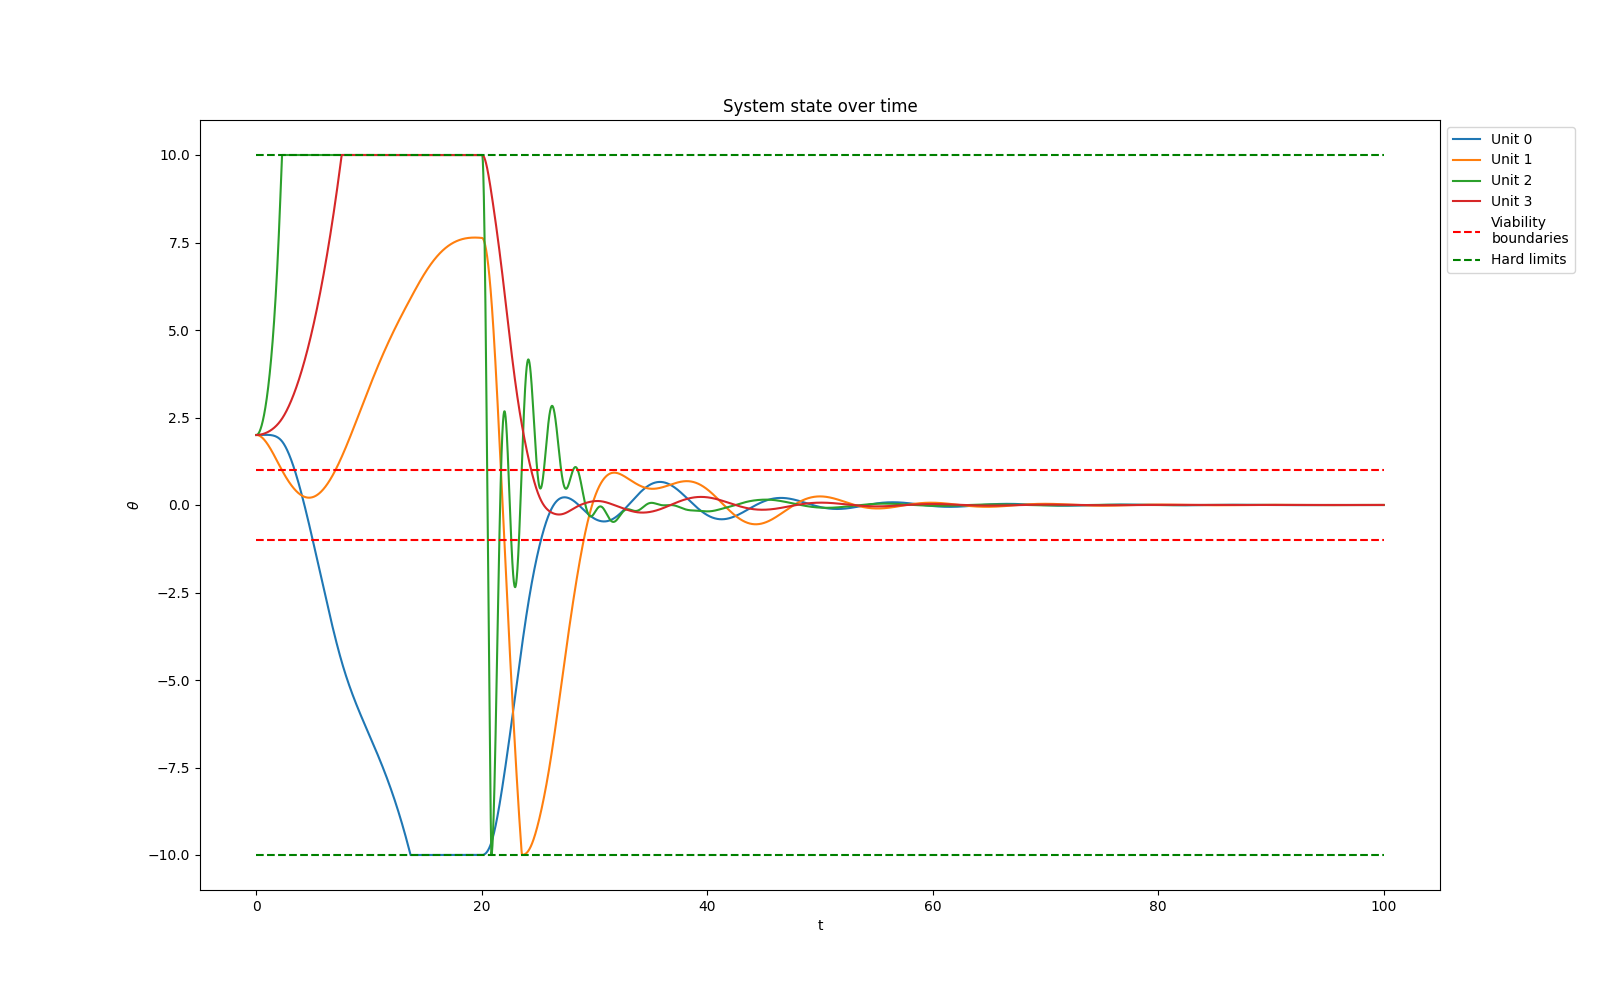 System state over time
10.0
7.5
5.0
2.5
0.0
−2.5
−5.0
−7.5
−10.0
θ
0
20
40
60
80
100
t
Unit 0
Unit 1
Unit 2
Unit 3
Viability
boundaries
Hard limits